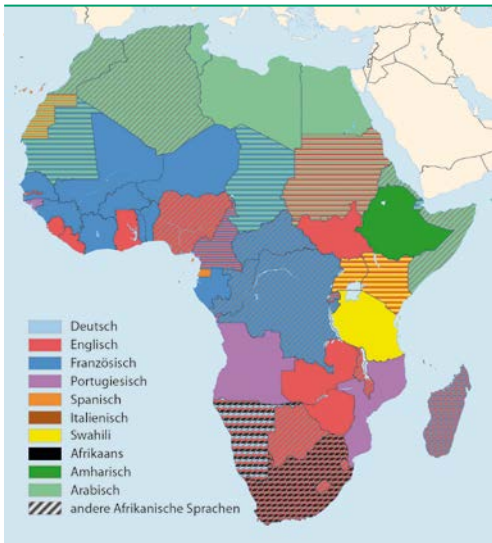 Deutsch
Englisch
Französisch
Portugiesisch
Spanisch
Italienisch
Swahili
Afrikaans
Amharisch
Arabisch
andere Afrikanische Sprachen